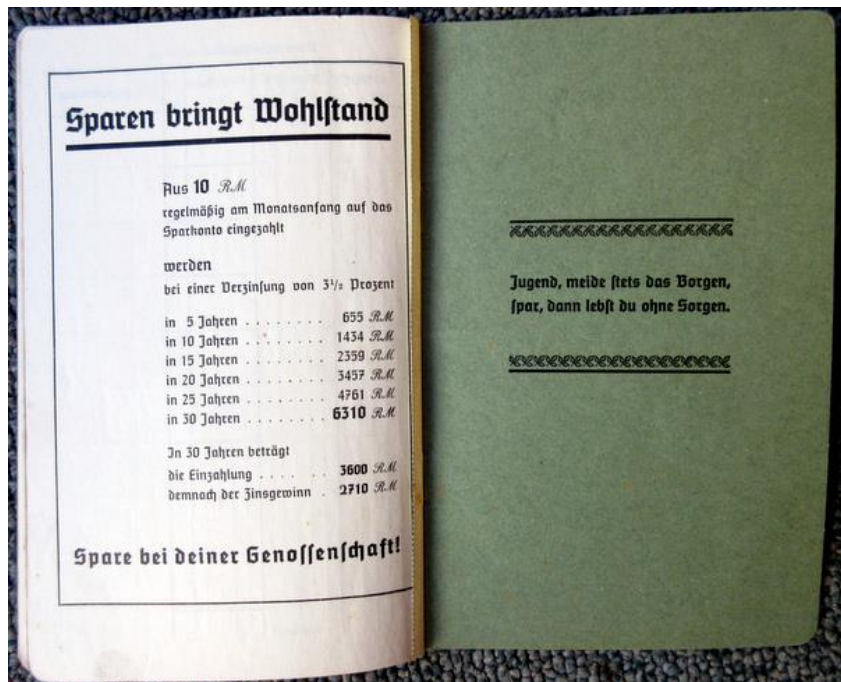 Sparen bringt Wohlſtand
Aus 10 RM
regelmäßig am Monatsanfang auf das
Sparkonto eingezahlt
werden
bei einer Verzinſung von 3½ Prozent
in 5 Jahren . . . . . . . . 655 RM
in 10 Jahren . . . . . . . . 1434 RM
in 15 Jahren . . . . . . . . 2359 RM
in 20 Jahren . . . . . . . . 3457 RM
in 25 Jahren . . . . . . . . 4761 RM
in 30 Jahren . . . . . . . . 6310 RM
In 30 Jahren beträgt
die Einzahlung . . . . . . 3600 RM
demnach der Zinsgewinn . 2710 RM
Spare bei deiner Genoſſenſchaft!
Jugend, meide ſtets das Borgen,
ſpar, dann lebſt du ohne Sorgen.